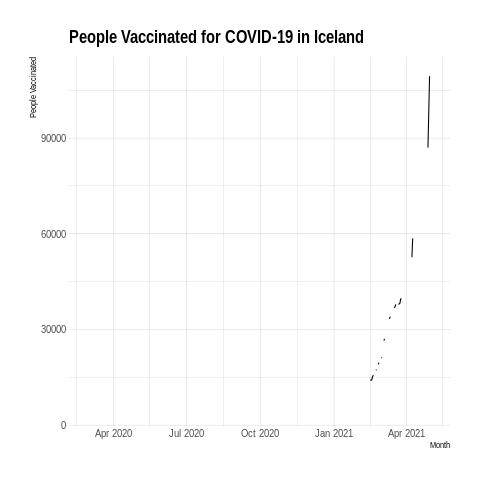 People Vaccinated for COVID-19 in Iceland
People Vaccinated
90000
60000
30000
0
Apr 2020
Jul 2020
Oct 2020
Jan 2021
Apr 2021
Month